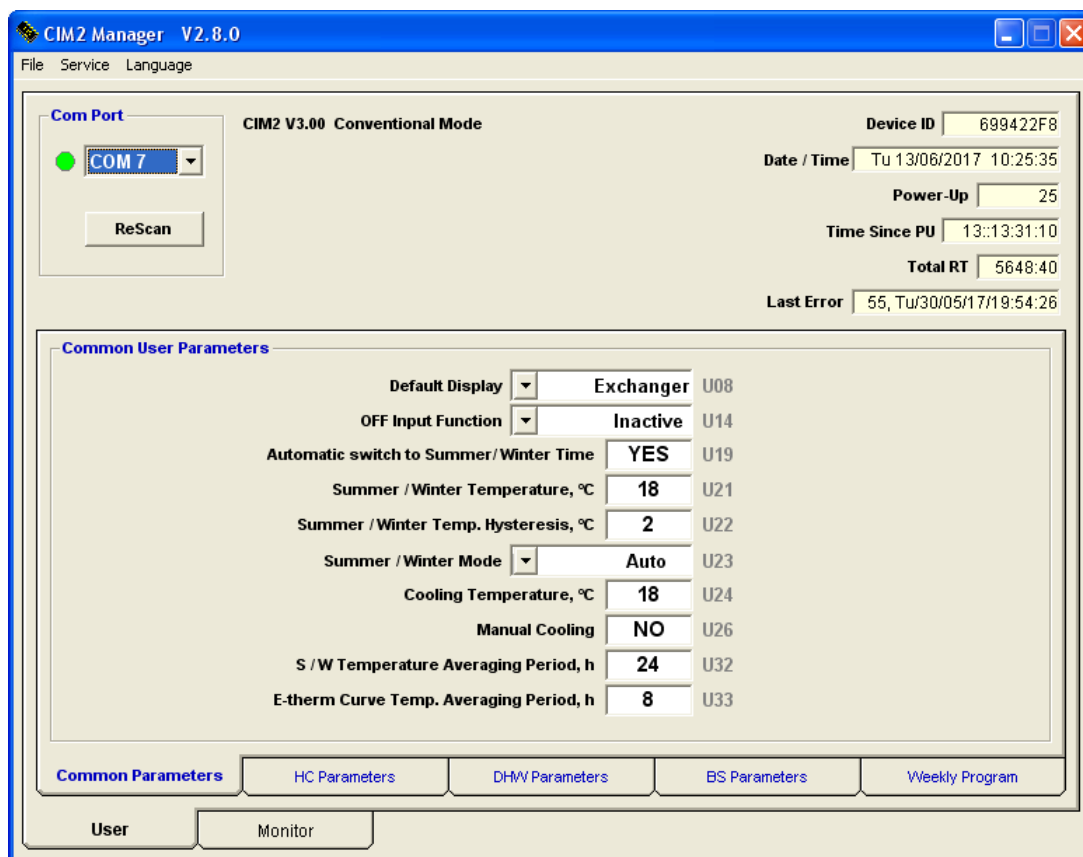 CIM2 Manager V2.8.0
File Service Language
Com Port
COM 7
ReScan
CIM2 V3.00 Conventional Mode
Device ID 699422F8
Date / Time Tu 13/06/2017 10:25:35
Power-Up 25
Time Since PU 13::13:31:10
Total RT 5648:40
Last Error 55, Tu/30/05/17/19:54:26
Common User Parameters
Default Display Exchanger U08
OFF Input Function Inactive U14
Automatic switch to Summer/Winter Time YES U19
Summer / Winter Temperature, °C 18 U21
Summer / Winter Temp. Hysteresis, °C 2 U22
Summer / Winter Mode Auto U23
Cooling Temperature, °C 18 U24
Manual Cooling NO U26
S / W Temperature Averaging Period, h 24 U32
E-therm Curve Temp. Averaging Period, h 8 U33
Common Parameters HC Parameters DHW Parameters BS Parameters Weekly Program
User Monitor